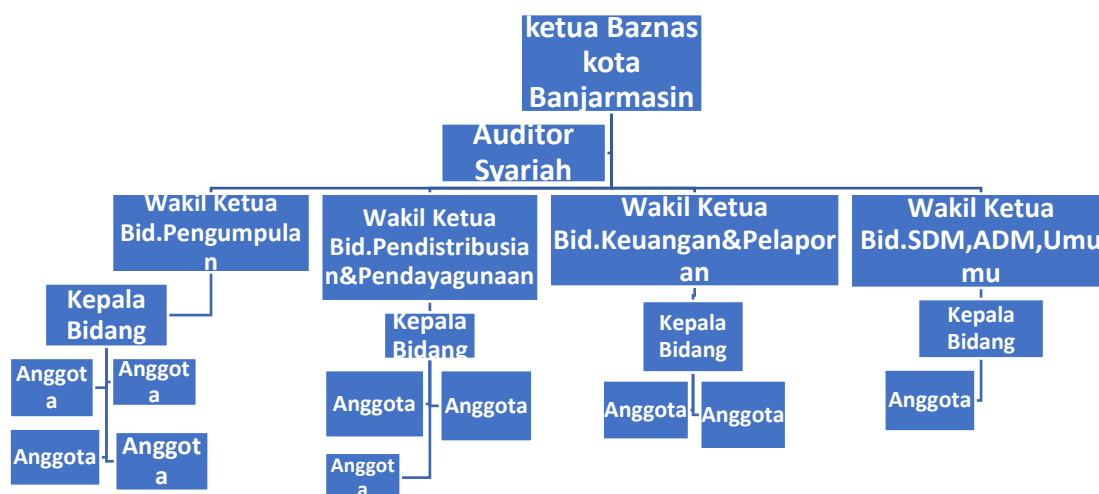 ketua Baznas
kota
Banjarmasin
Auditor
Syariah
Wakil Ketua
Bid.Pengumpula
n
Wakil Ketua
Bid.Pendistribusia
n&Pendayagunaan
Wakil Ketua
Bid.Keuangan&Pelapor
an
Wakil Ketua
Bid.SDM,ADM,Umu
mu
Kepala
Bidang
Kepala
Bidang
Kepala
Bidang
Kepala
Bidang
Anggot
a
Anggot
a
Anggota
Anggota
Anggota
Anggota
Anggota
Anggota
Anggot
a
Anggot
a